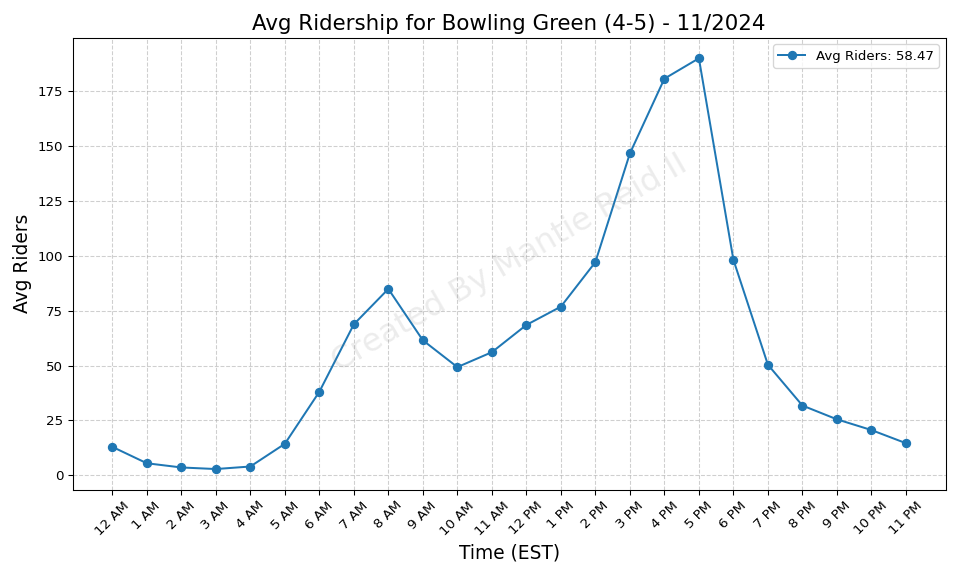 Avg Ridership for Bowling Green (4-5) - 11/2024
Avg Riders: 58.47
175
150
125
100
75
50
25
0
Avg Riders
Created By Mantie Reid II
12 AM
1 AM
2 AM
3 AM
4 AM
5 AM
6 AM
7 AM
8 AM
9 AM
10 AM
11 AM
12 PM
1 PM
2 PM
3 PM
4 PM
5 PM
6 PM
7 PM
8 PM
9 PM
10 PM
11 PM
Time (EST)